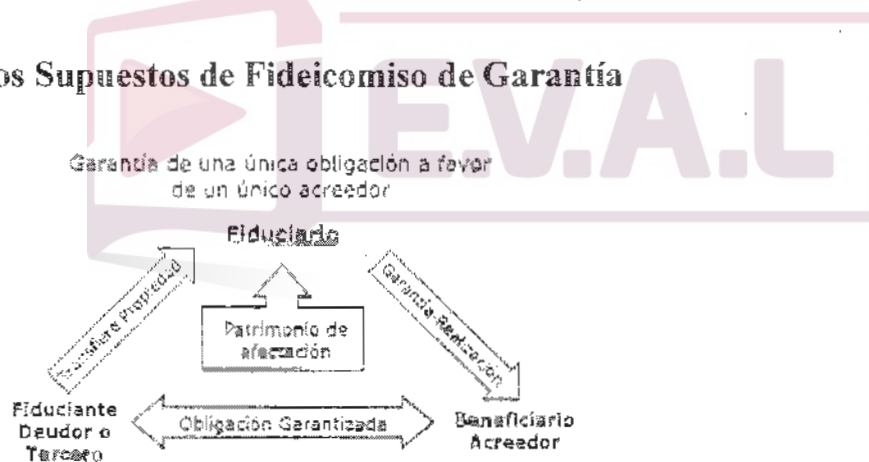 os Supuestos de Fideicomiso de Garantía
E.V.A.L
Garantía de una única obligación a favor
de un único acreedor
Fiduciario
Transfiere Propiedad
Garantía-Realización
Patrimonio de
afectación
Fiduciante
Deudor o
Tercero
Obligación Garantizada
Beneficiario
Acreedor